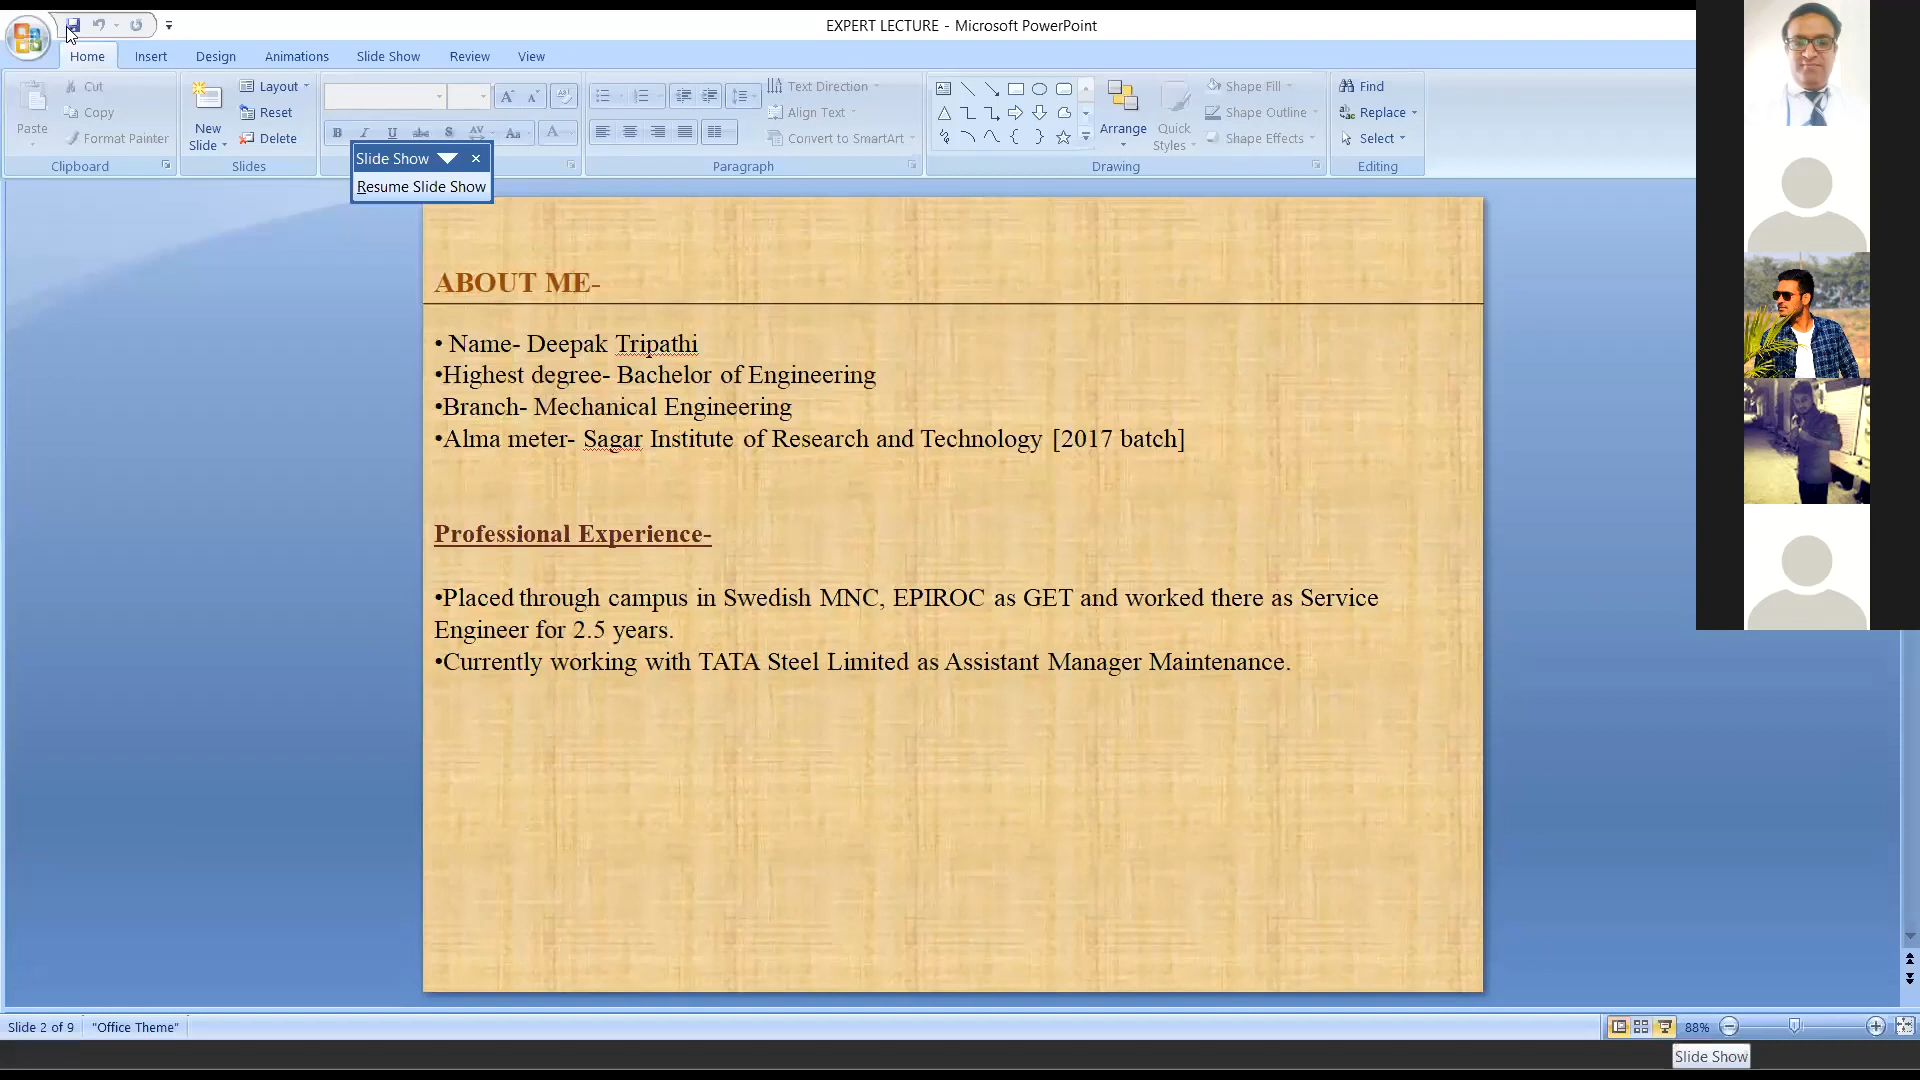 EXPERT LECTURE - Microsoft PowerPoint
Home Insert Design Animations Slide Show Review View
Paste
Cut
Copy
Format Painter
Clipboard
New Slide
Layout
Reset
Delete
Slides
B I U abc S AV Aa A
Paragraph
Text Direction
Align Text
Convert to SmartArt
Arrange
Quick Styles
Shape Fill
Shape Outline
Shape Effects
Drawing
Find
Replace
Select
Editing
Slide Show
Resume Slide Show
ABOUT ME-
• Name- Deepak Tripathi
•Highest degree- Bachelor of Engineering
•Branch- Mechanical Engineering
•Alma meter- Sagar Institute of Research and Technology [2017 batch]
Professional Experience-
•Placed through campus in Swedish MNC, EPIROC as GET and worked there as Service
Engineer for 2.5 years.
•Currently working with TATA Steel Limited as Assistant Manager Maintenance.
Slide 2 of 9 "Office Theme" 88%
Slide Show